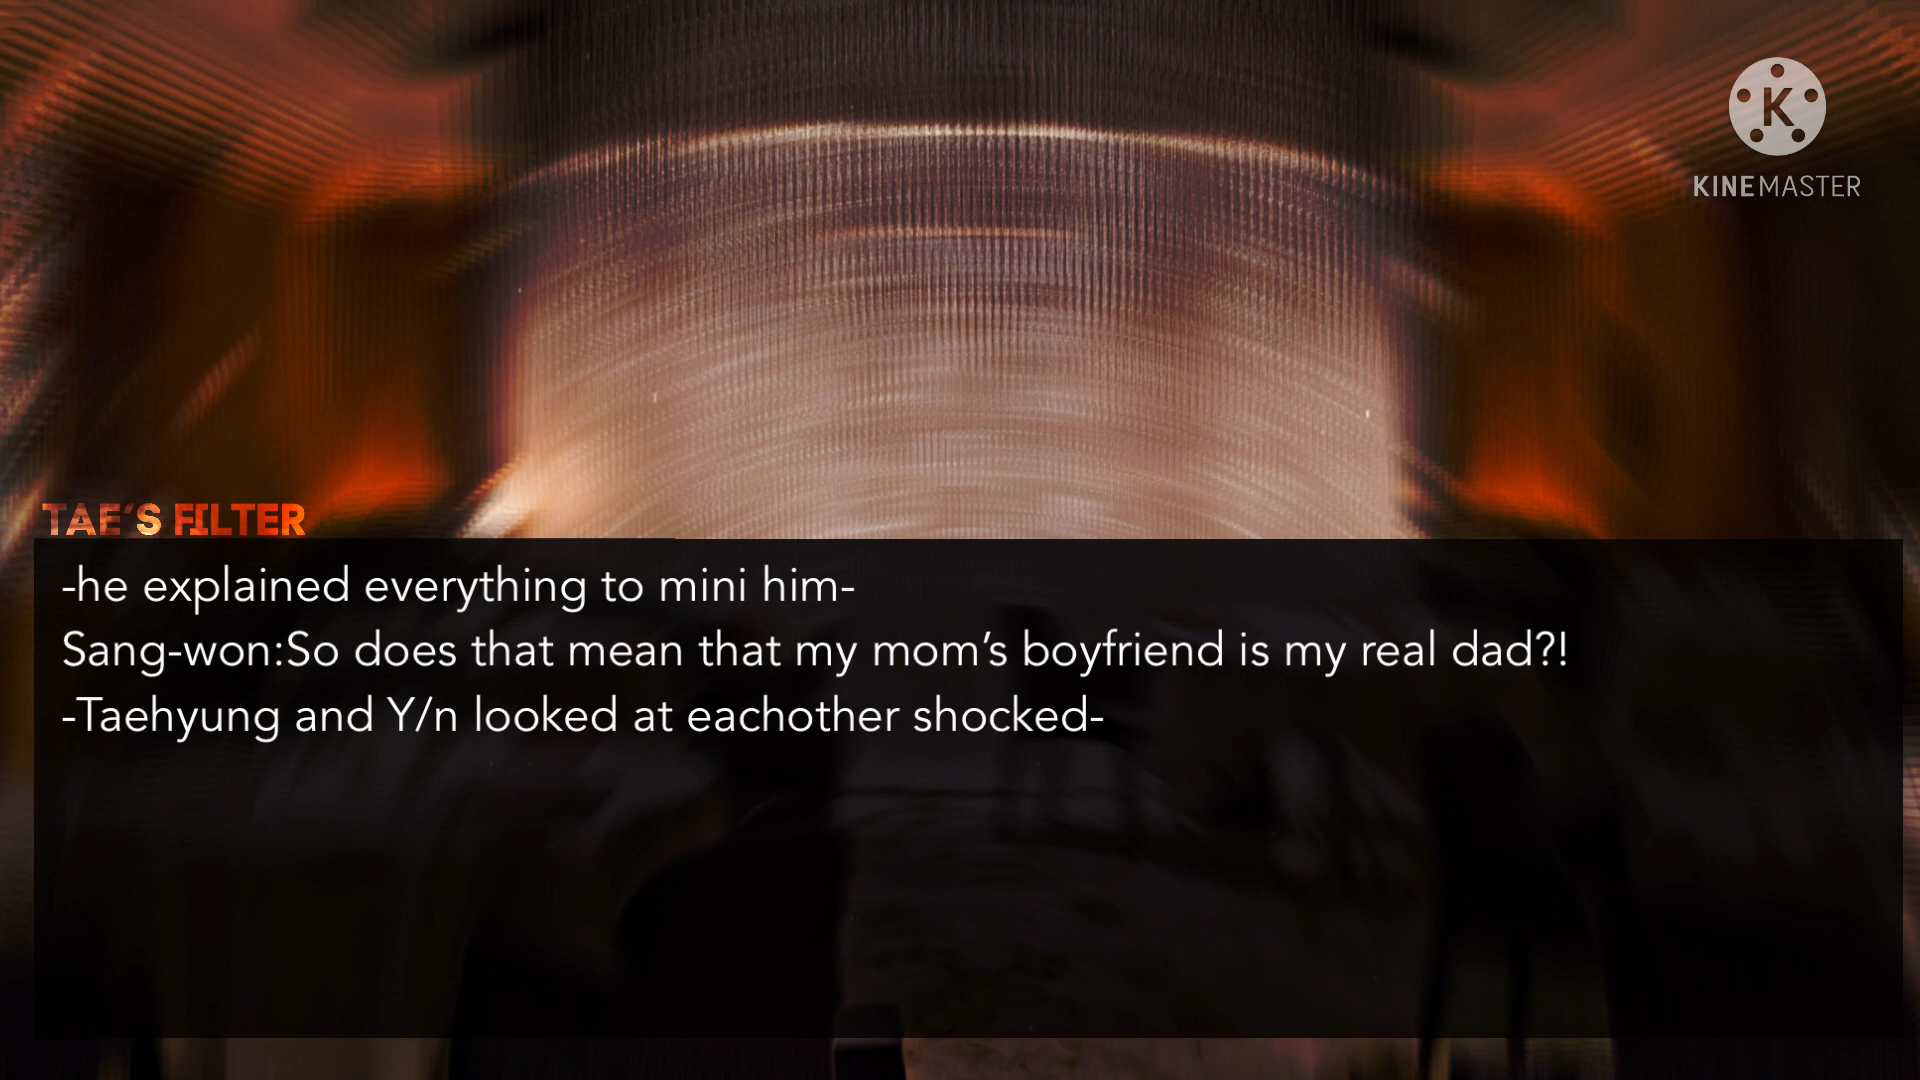 K
KINEMASTER
TAE'S FILTER
-he explained everything to mini him-
Sang-won:So does that mean that my mom’s boyfriend is my real dad?!
-Taehyung and Y/n looked at eachother shocked-